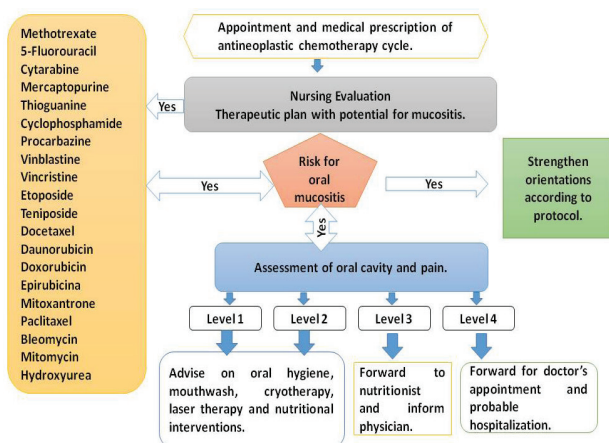 Methotrexate
5-Fluorouracil
Cytarabine
Mercaptopurine
Thioguanine
Cyclophosphamide
Procarbazine
Vinblastine
Vincristine
Etoposide
Teniposide
Docetaxel
Daunorubicin
Doxorubicin
Epirubicina
Mitoxantrone
Paclitaxel
Bleomycin
Mitomycin
Hydroxyurea
Appointment and medical prescription of
antineoplastic chemotherapy cycle.
Yes
Nursing Evaluation
Therapeutic plan with potential for mucositis.
Yes
Risk for
oral
mucositis
Yes
Strengthen
orientations
according to
protocol.
Yes
Assessment of oral cavity and pain.
Level 1
Level 2
Level 3
Level 4
Advise on oral hygiene,
mouthwash, cryotherapy,
laser therapy and nutritional
interventions.
Forward to
nutritionist
and inform
physician.
Forward for doctor's
appointment and
probable
hospitalization.